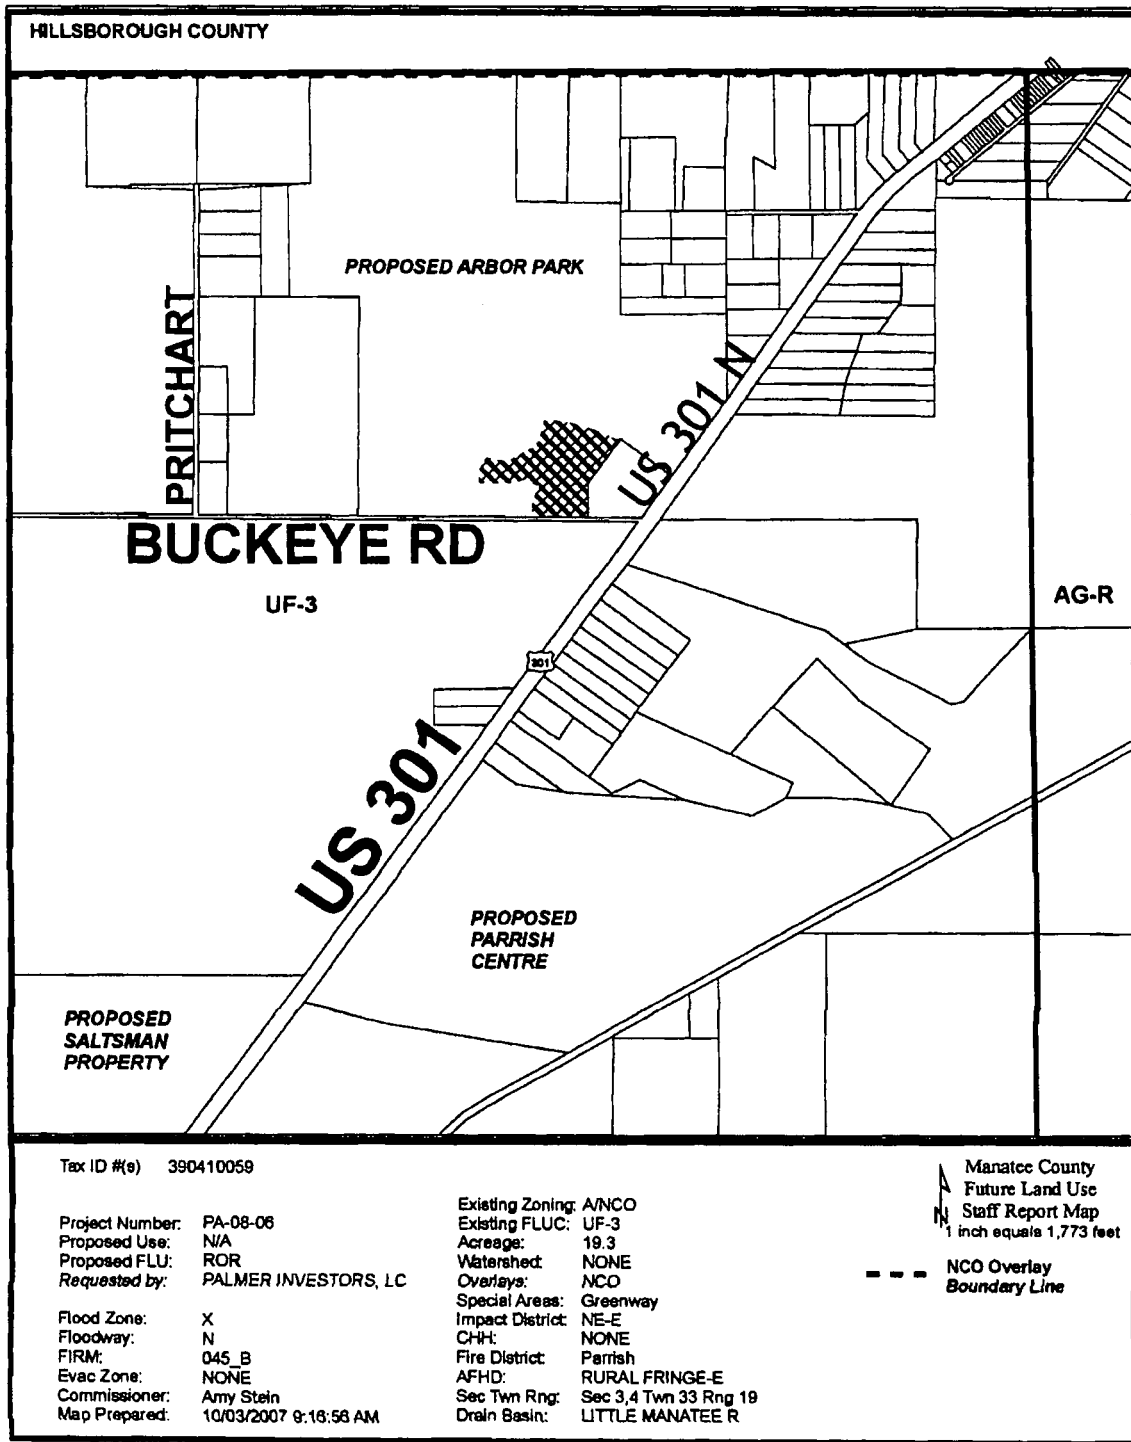 HILLSBOROUGH COUNTY
PROPOSED ARBOR PARK
PRITCHART
US 301 N
BUCKEYE RD
UF-3
AG-R
301
US 301
PROPOSED
PARRISH
CENTRE
PROPOSED
SALTSMAN
PROPERTY
Tax ID #(s) 390410059
Project Number: PA-08-06
Proposed Use: N/A
Proposed FLU: ROR
Requested by: PALMER INVESTORS, LC
Flood Zone: X
Floodway: N
FIRM: 045_B
Evac Zone: NONE
Commissioner: Amy Stein
Map Prepared: 10/03/2007 9:16:56 AM
Existing Zoning: A/NCO
Existing FLUC: UF-3
Acreage: 19.3
Watershed: NONE
Overlays: NCO
Special Areas: Greenway
Impact District: NE-E
CHH: NONE
Fire District: Parrish
AFHD: RURAL FRINGE-E
Sec Twn Rng: Sec 3,4 Twn 33 Rng 19
Drain Basin: LITTLE MANATEE R
Manatee County
Future Land Use
Staff Report Map
N
1 inch equals 1,773 feet
NCO Overlay
Boundary Line